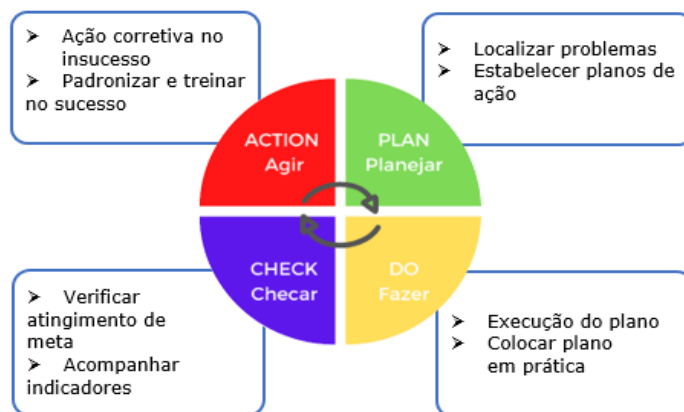 ➤ Ação corretiva no
insucesso
➤ Padronizar e treinar
no sucesso
➤ Localizar problemas
➤ Estabelecer planos de
ação
ACTION
Agir
PLAN
Planejar
CHECK
Checar
DO
Fazer
➤ Verificar
atingimento de
meta
➤ Acompanhar
indicadores
➤ Execução do plano
➤ Colocar plano
em prática